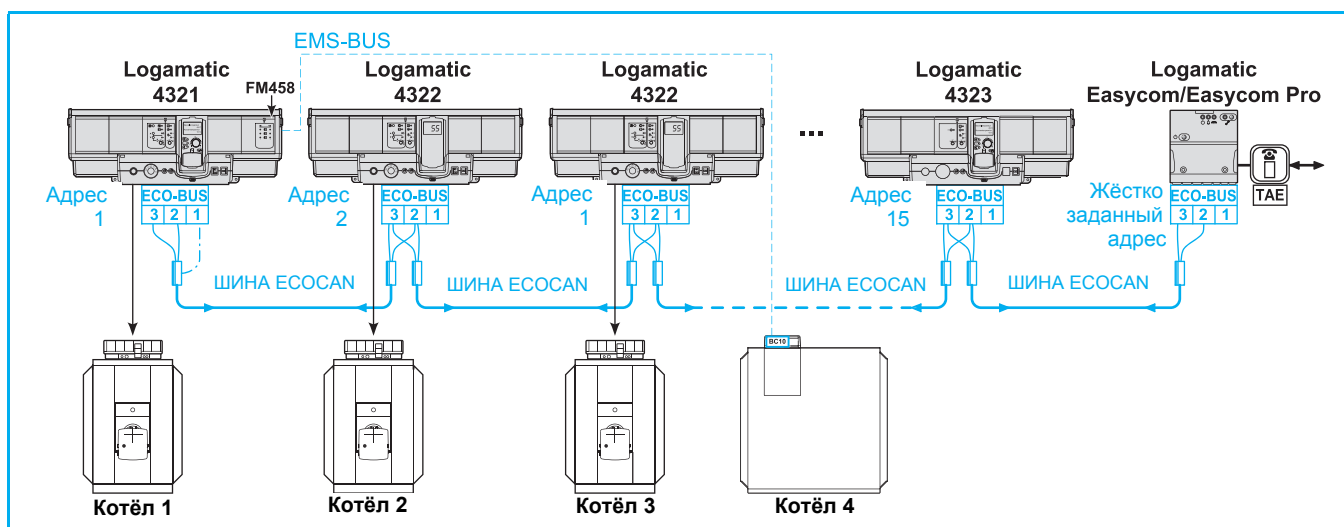 EMS-BUS
Logamatic
4321
FM458
Logamatic
4322
Logamatic
4322
...
Logamatic
4323
Logamatic
Easycom/Easycom Pro
55
55
Адрес
1
ECO-BUS
3 2 1
Адрес
2
ECO-BUS
3 2 1
Адрес
1
ECO-BUS
3 2 1
Адрес
15
ECO-BUS
3 2 1
Жёстко
заданный
адрес
ECO-BUS
3 2 1
TAE
ШИНА ECOCAN
ШИНА ECOCAN
ШИНА ECOCAN
ШИНА ECOCAN
BC10
Котёл 1
Котёл 2
Котёл 3
Котёл 4